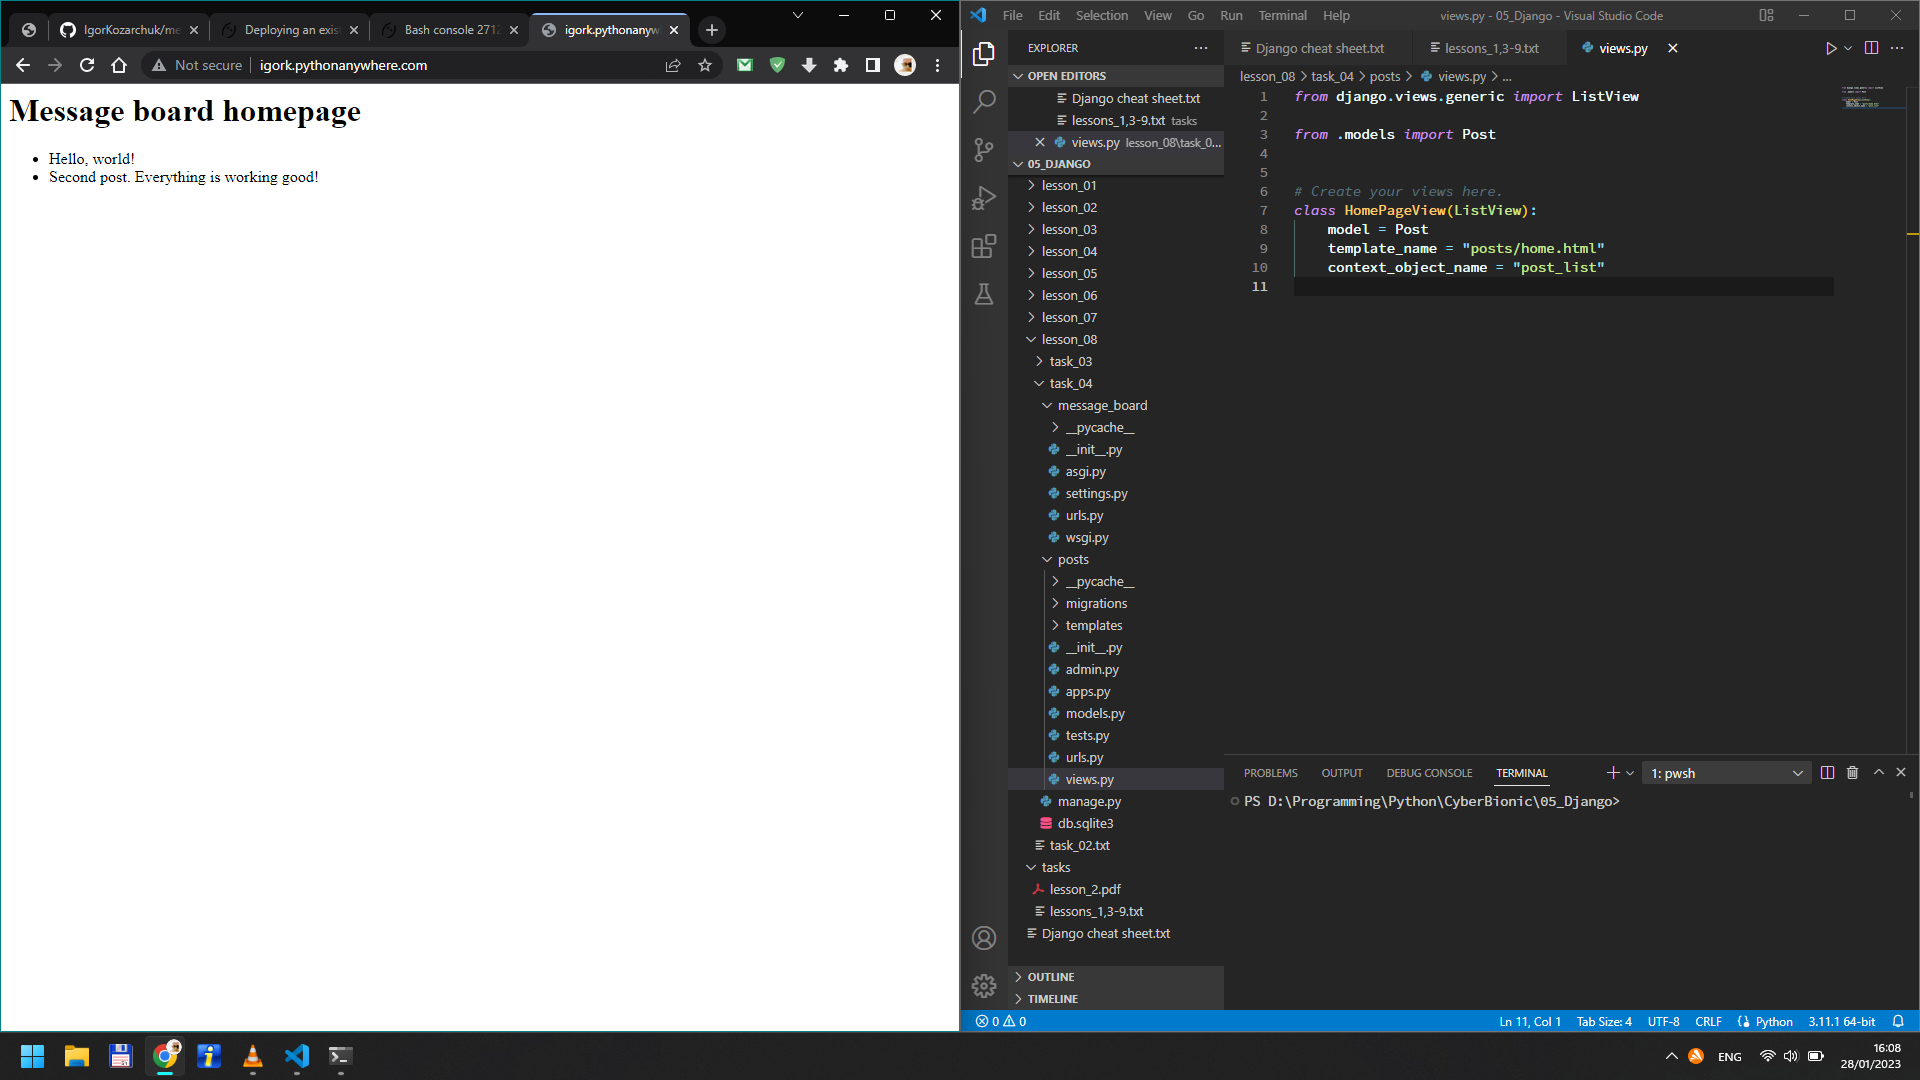 IgorKozarchuk/me
Deploying an exis
Bash console 2712
igork.pythonanyw
Not secure
igork.pythonanywhere.com
Message board homepage
Hello, world!
Second post. Everything is working good!
File Edit Selection View Go Run Terminal Help
views.py - 05_Django - Visual Studio Code
EXPLORER
OPEN EDITORS
Django cheat sheet.txt
lessons_1,3-9.txt tasks
views.py lesson_08\task_0...
05_DJANGO
lesson_01
lesson_02
lesson_03
lesson_04
lesson_05
lesson_06
lesson_07
lesson_08
task_03
task_04
message_board
__pycache__
__init__.py
asgi.py
settings.py
urls.py
wsgi.py
posts
__pycache__
migrations
templates
__init__.py
admin.py
apps.py
models.py
tests.py
urls.py
views.py
manage.py
db.sqlite3
task_02.txt
tasks
lesson_2.pdf
lessons_1,3-9.txt
Django cheat sheet.txt
OUTLINE
TIMELINE
Django cheat sheet.txt
lessons_1,3-9.txt
views.py
lesson_08 > task_04 > posts > views.py > ...
1 from django.views.generic import ListView
2
3 from .models import Post
4
5
6 # Create your views here.
7 class HomePageView(ListView):
8 model = Post
9 template_name = "posts/home.html"
10 context_object_name = "post_list"
11
PROBLEMS OUTPUT DEBUG CONSOLE TERMINAL
1: pwsh
PS D:\Programming\Python\CyberBionic\05_Django>
0 0
Ln 11, Col 1 Tab Size: 4 UTF-8 CRLF Python 3.11.1 64-bit
ENG
16:08
28/01/2023